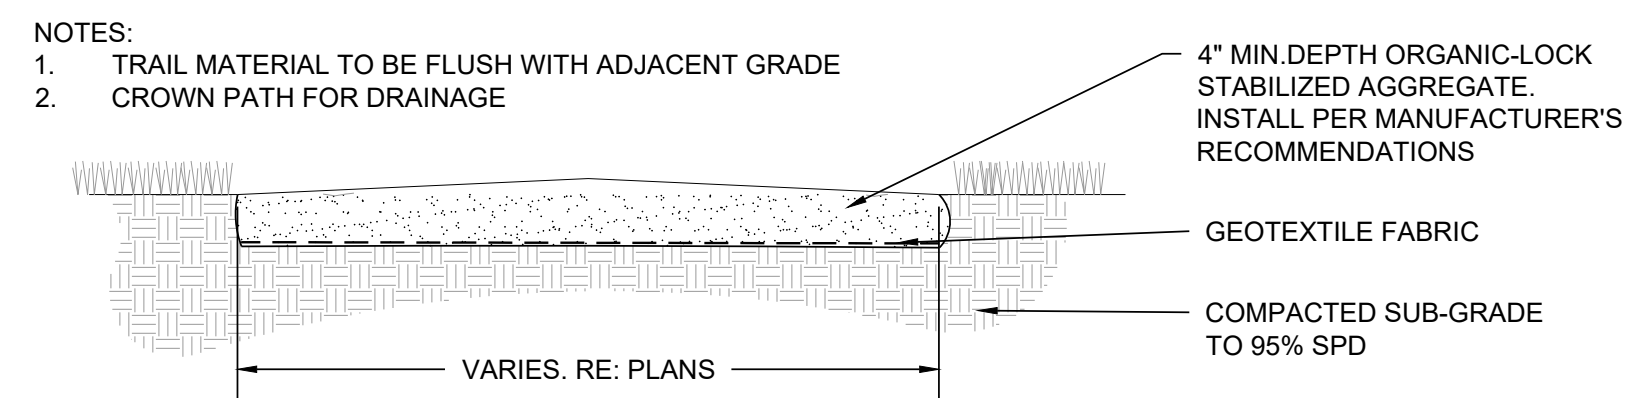 NOTES:
1. TRAIL MATERIAL TO BE FLUSH WITH ADJACENT GRADE
2. CROWN PATH FOR DRAINAGE
4" MIN.DEPTH ORGANIC-LOCK
STABILIZED AGGREGATE.
INSTALL PER MANUFACTURER'S
RECOMMENDATIONS
GEOTEXTILE FABRIC
COMPACTED SUB-GRADE
TO 95% SPD
VARIES. RE: PLANS